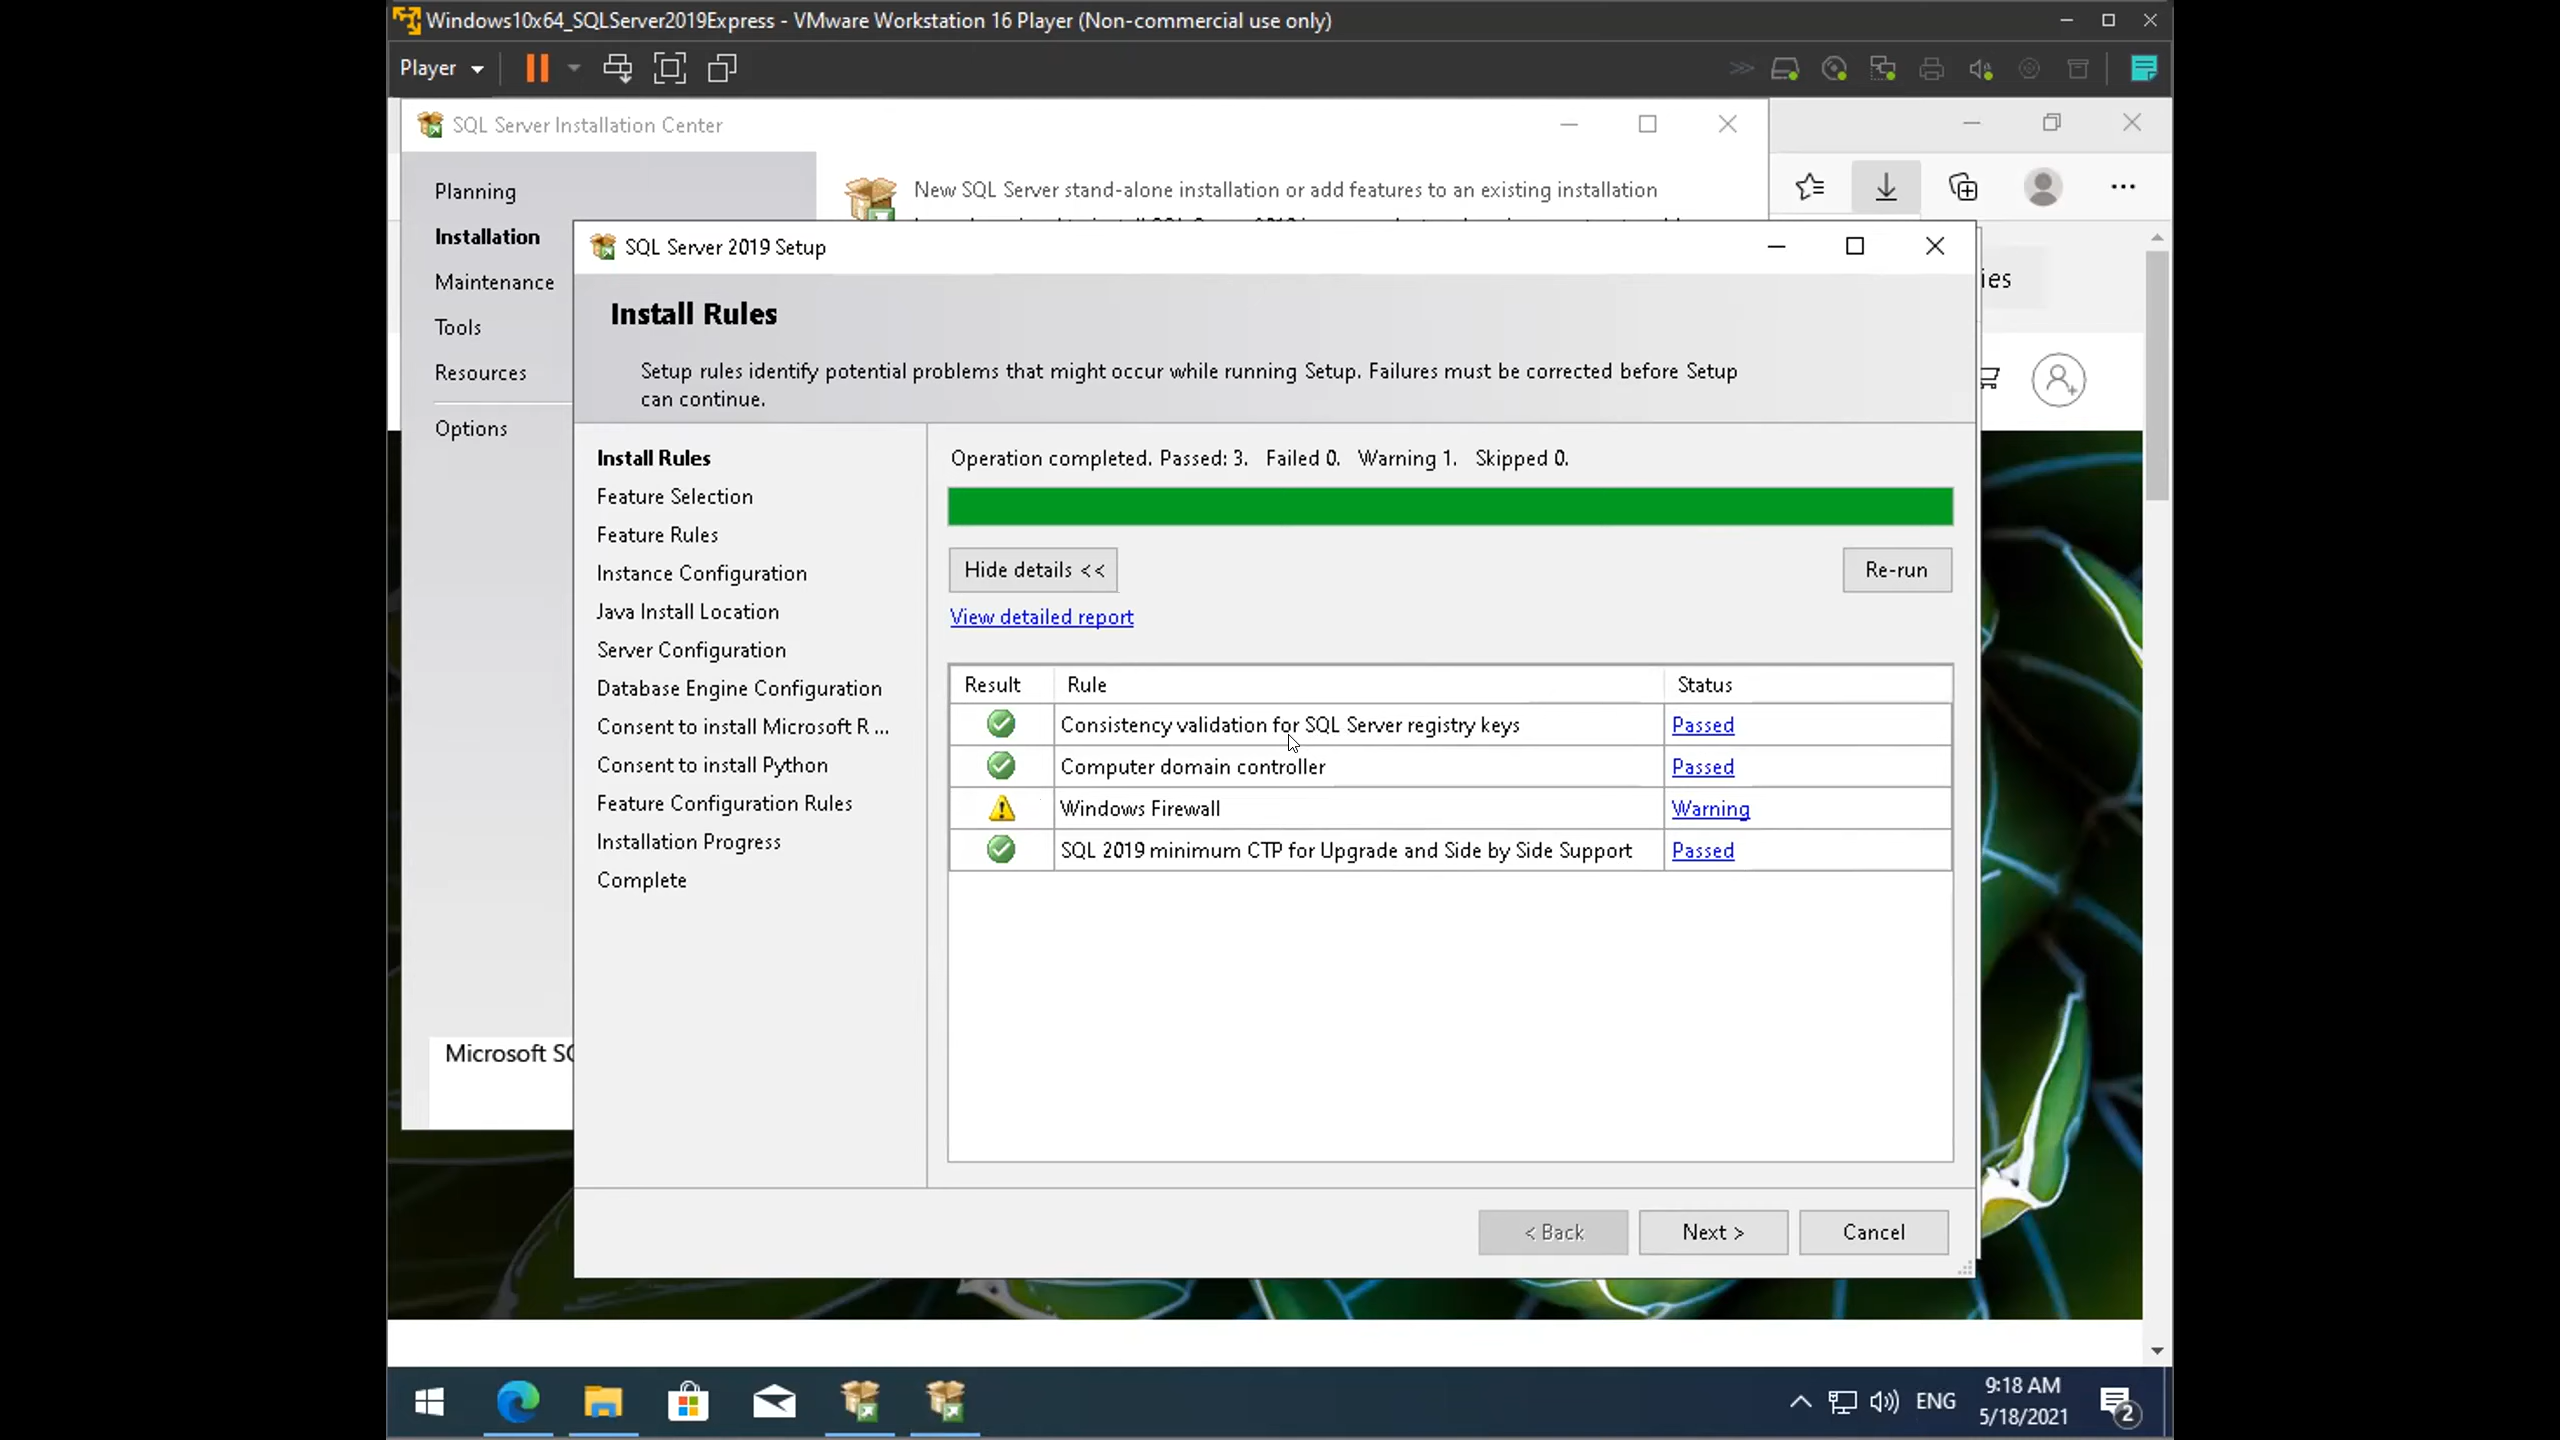 Windows10x64_SQLServer2019Express - VMware Workstation 16 Player (Non-commercial use only)
Player
SQL Server Installation Center
Planning
Installation
Maintenance
Tools
Resources
Options
New SQL Server stand-alone installation or add features to an existing installation
SQL Server 2019 Setup
ies
Install Rules
Setup rules identify potential problems that might occur while running Setup. Failures must be corrected before Setup
can continue.
Install Rules
Feature Selection
Feature Rules
Instance Configuration
Java Install Location
Server Configuration
Database Engine Configuration
Consent to install Microsoft R ...
Consent to install Python
Feature Configuration Rules
Installation Progress
Complete
Operation completed. Passed: 3. Failed 0. Warning 1. Skipped 0.
Hide details <<
Re-run
View detailed report
Result Rule Status
Consistency validation for SQL Server registry keys Passed
Computer domain controller Passed
Windows Firewall Warning
SQL 2019 minimum CTP for Upgrade and Side by Side Support Passed
Microsoft SQ
< Back Next > Cancel
ENG
9:18 AM
5/18/2021
2